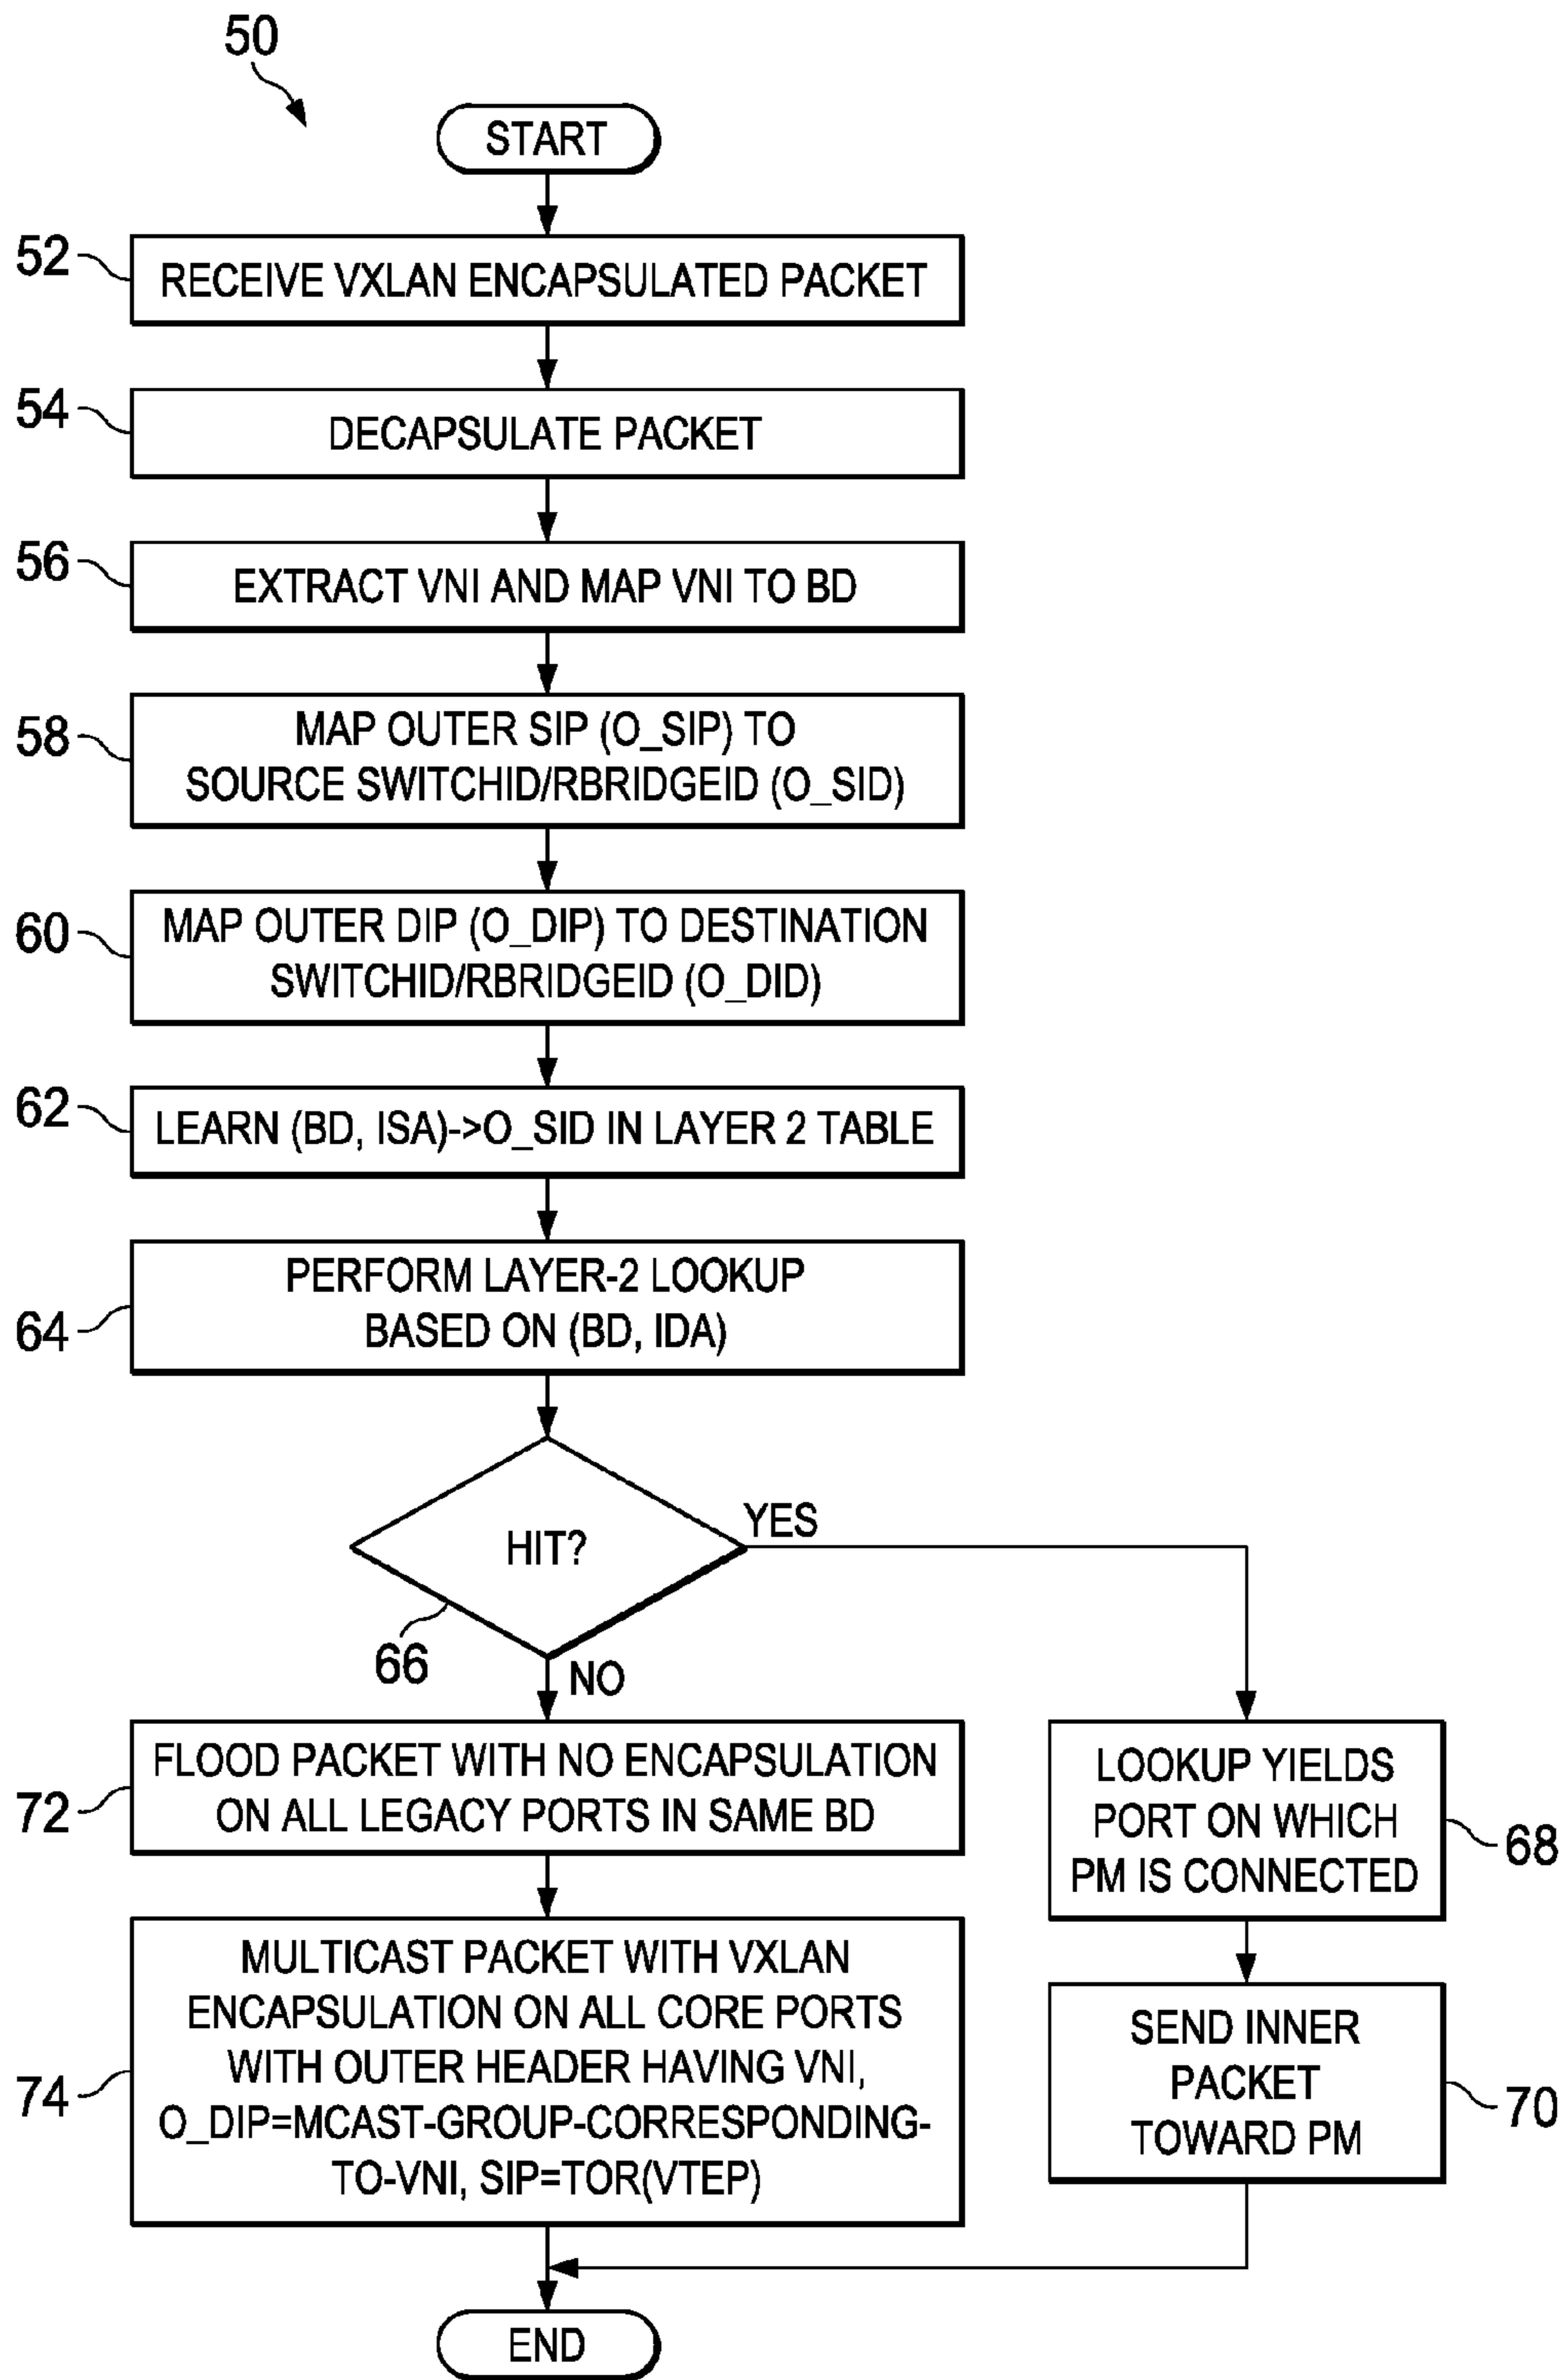 50
START
52
RECEIVE VXLAN ENCAPSULATED PACKET
54
DECAPSULATE PACKET
56
EXTRACT VNI AND MAP VNI TO BD
58
MAP OUTER SIP (O_SIP) TO
SOURCE SWITCHID/RBRIDGEID (O_SID)
60
MAP OUTER DIP (O_DIP) TO DESTINATION
SWITCHID/RBRIDGEID (O_DID)
62
LEARN (BD, ISA)->O_SID IN LAYER 2 TABLE
64
PERFORM LAYER-2 LOOKUP
BASED ON (BD, IDA)
HIT?
YES
66
NO
72
FLOOD PACKET WITH NO ENCAPSULATION
ON ALL LEGACY PORTS IN SAME BD
LOOKUP YIELDS
PORT ON WHICH
PM IS CONNECTED
68
74
MULTICAST PACKET WITH VXLAN
ENCAPSULATION ON ALL CORE PORTS
WITH OUTER HEADER HAVING VNI,
O_DIP=MCAST-GROUP-CORRESPONDING-
TO-VNI, SIP=TOR(VTEP)
SEND INNER
PACKET
TOWARD PM
70
END